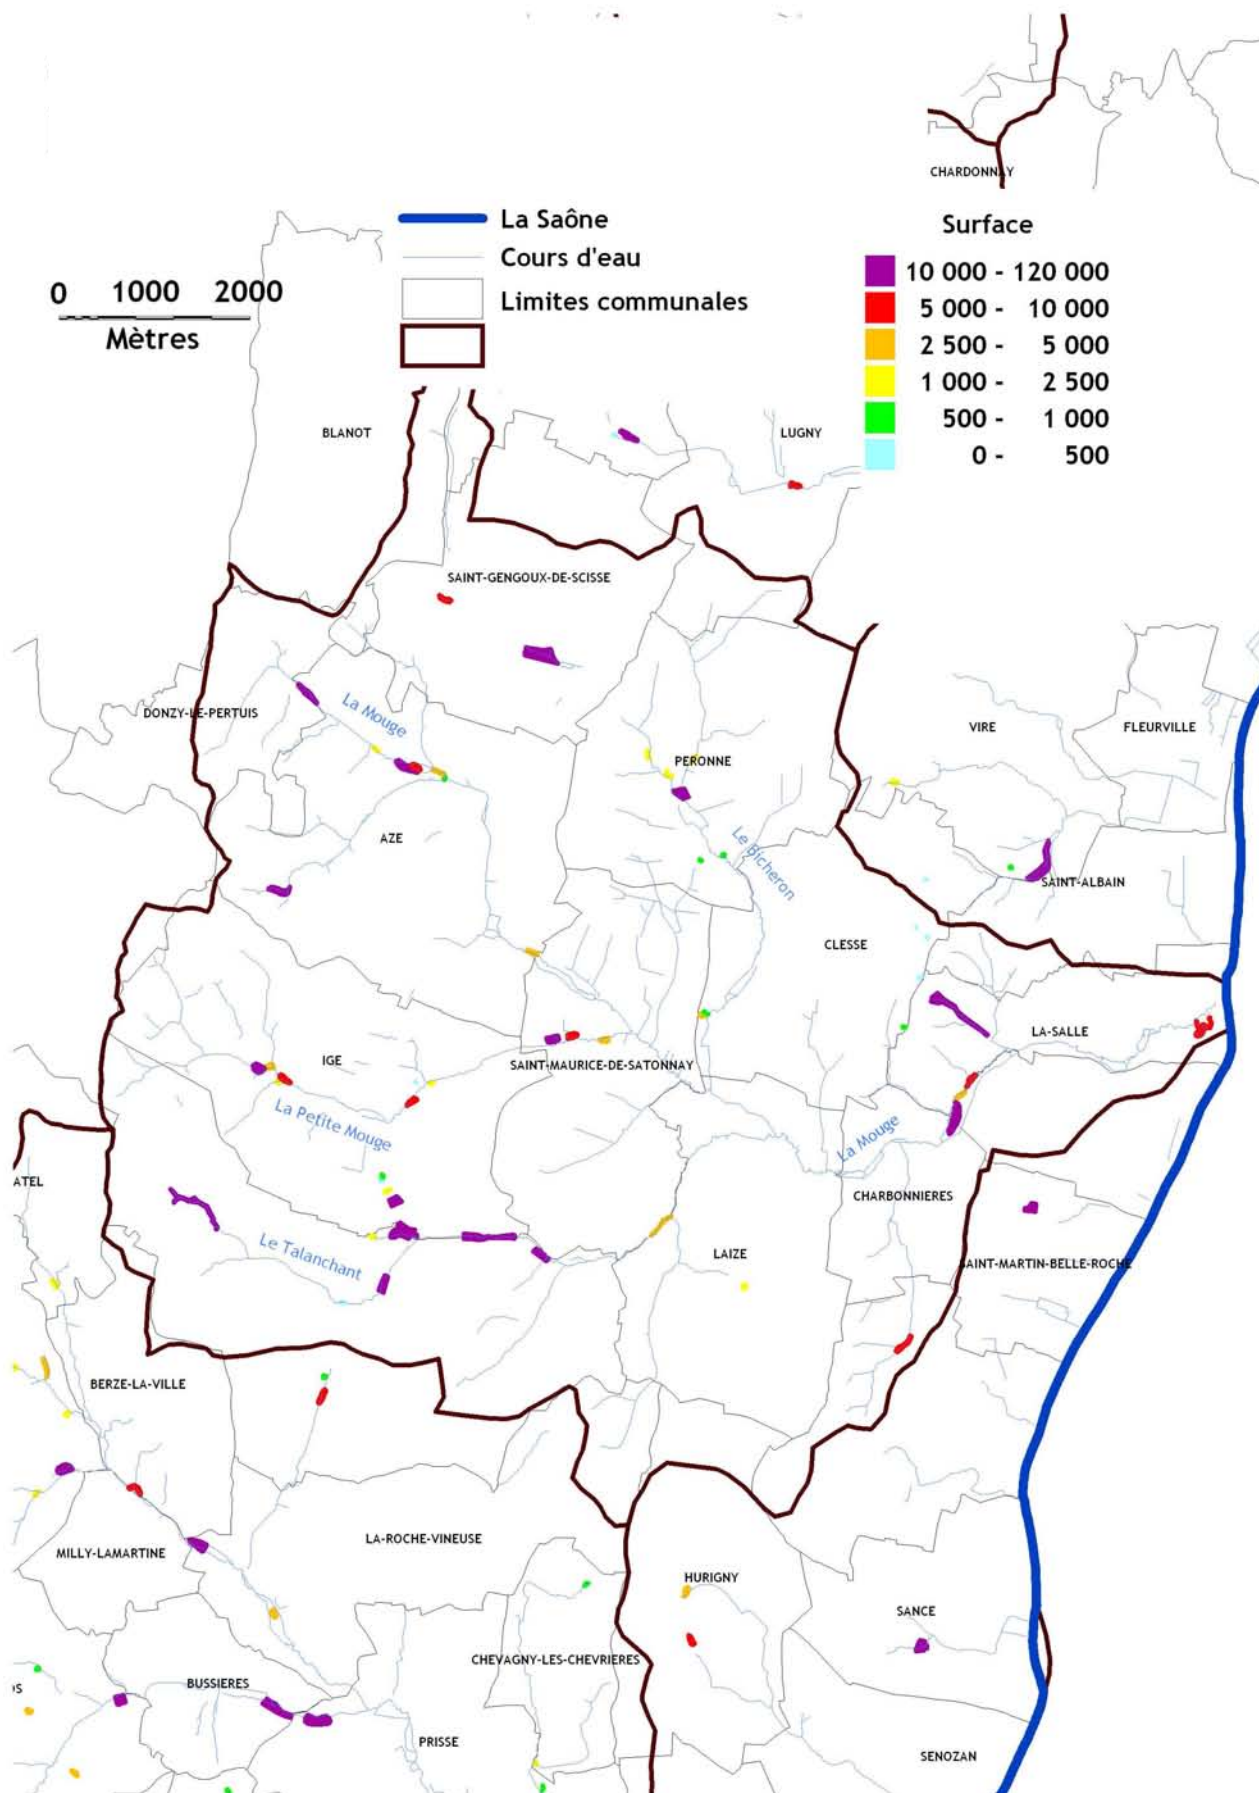 CHARDONNAY
La Saône
Cours d'eau
Limites communales
0 1000 2000
Mètres
Surface
10 000 - 120 000
5 000 - 10 000
2 500 - 5 000
1 000 - 2 500
500 - 1 000
0 - 500
BLANOT
LUGNY
SAINT-GENGOUX-DE-SCISSE
DONZY-LE-PERTUIS
La Mouge
VIRE
FLEURVILLE
PERONNE
AZE
Le Bicheron
SAINT-ALBAIN
CLESSE
LA-SALLE
IGE
SAINT-MAURICE-DE-SATONNAY
La Petite Mouge
La Mouge
ATEL
CHARBONNIERES
Le Talanchant
LAIZE
SAINT-MARTIN-BELLE-ROCHE
BERZE-LA-VILLE
LA-ROCHE-VINEUSE
MILLY-LAMARTINE
HURIGNY
SANCE
CHEVAGNY-LES-CHEVRIERES
BUSSIERES
OS
PRISSE
SENOZAN